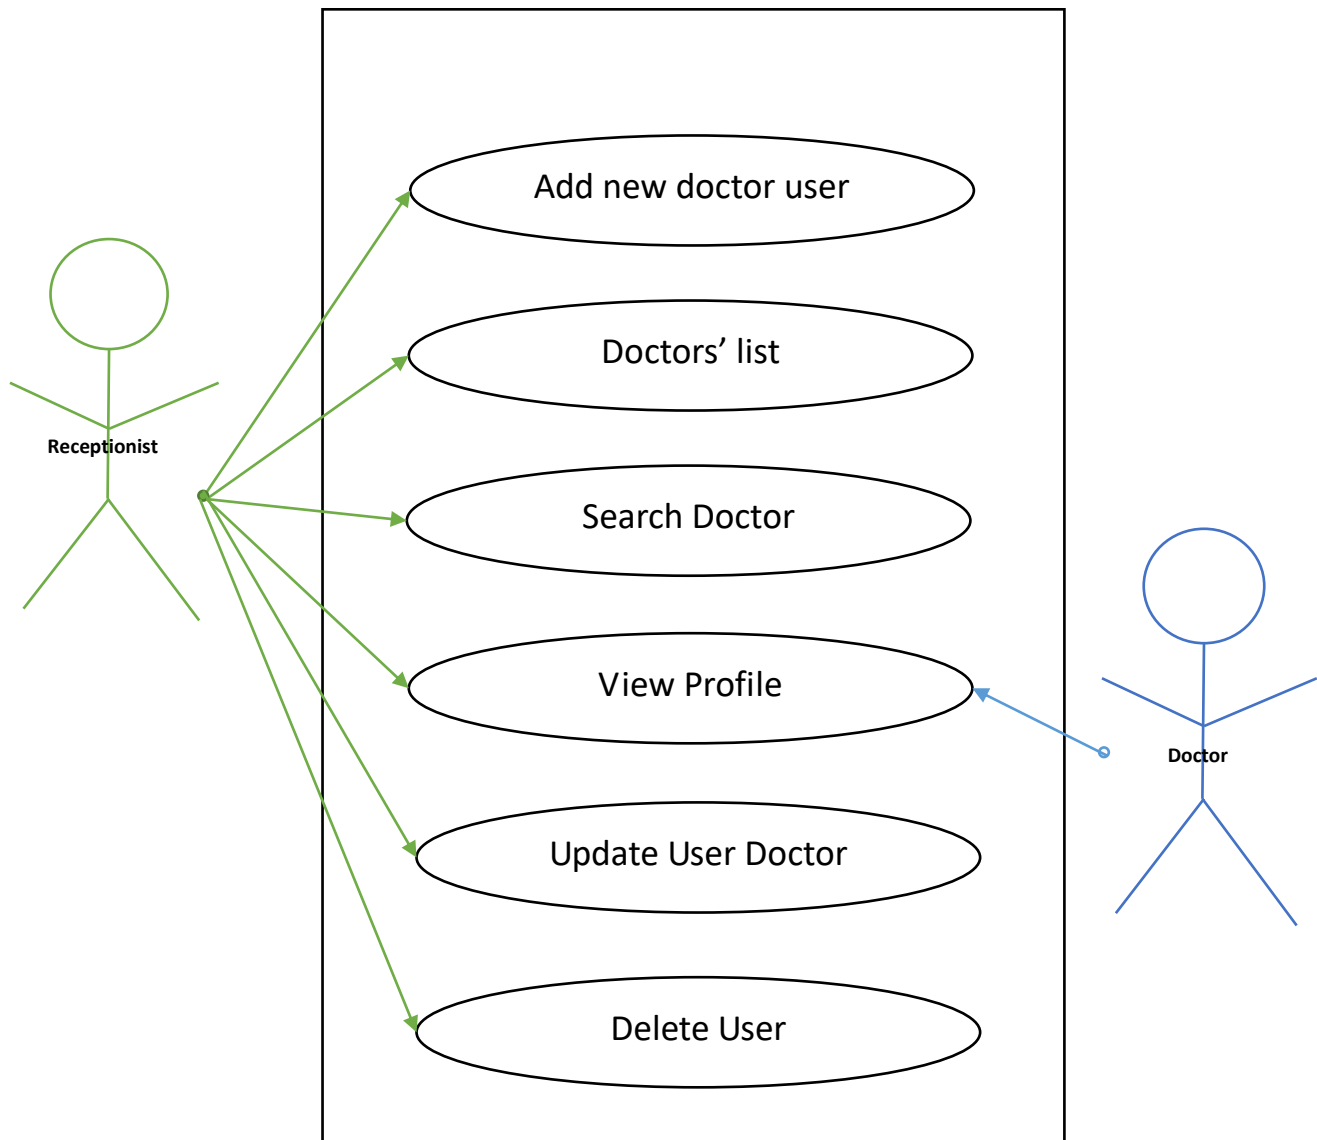 Add new doctor user
Doctors’ list
Receptionist
Search Doctor
View Profile
Doctor
Update User Doctor
Delete User